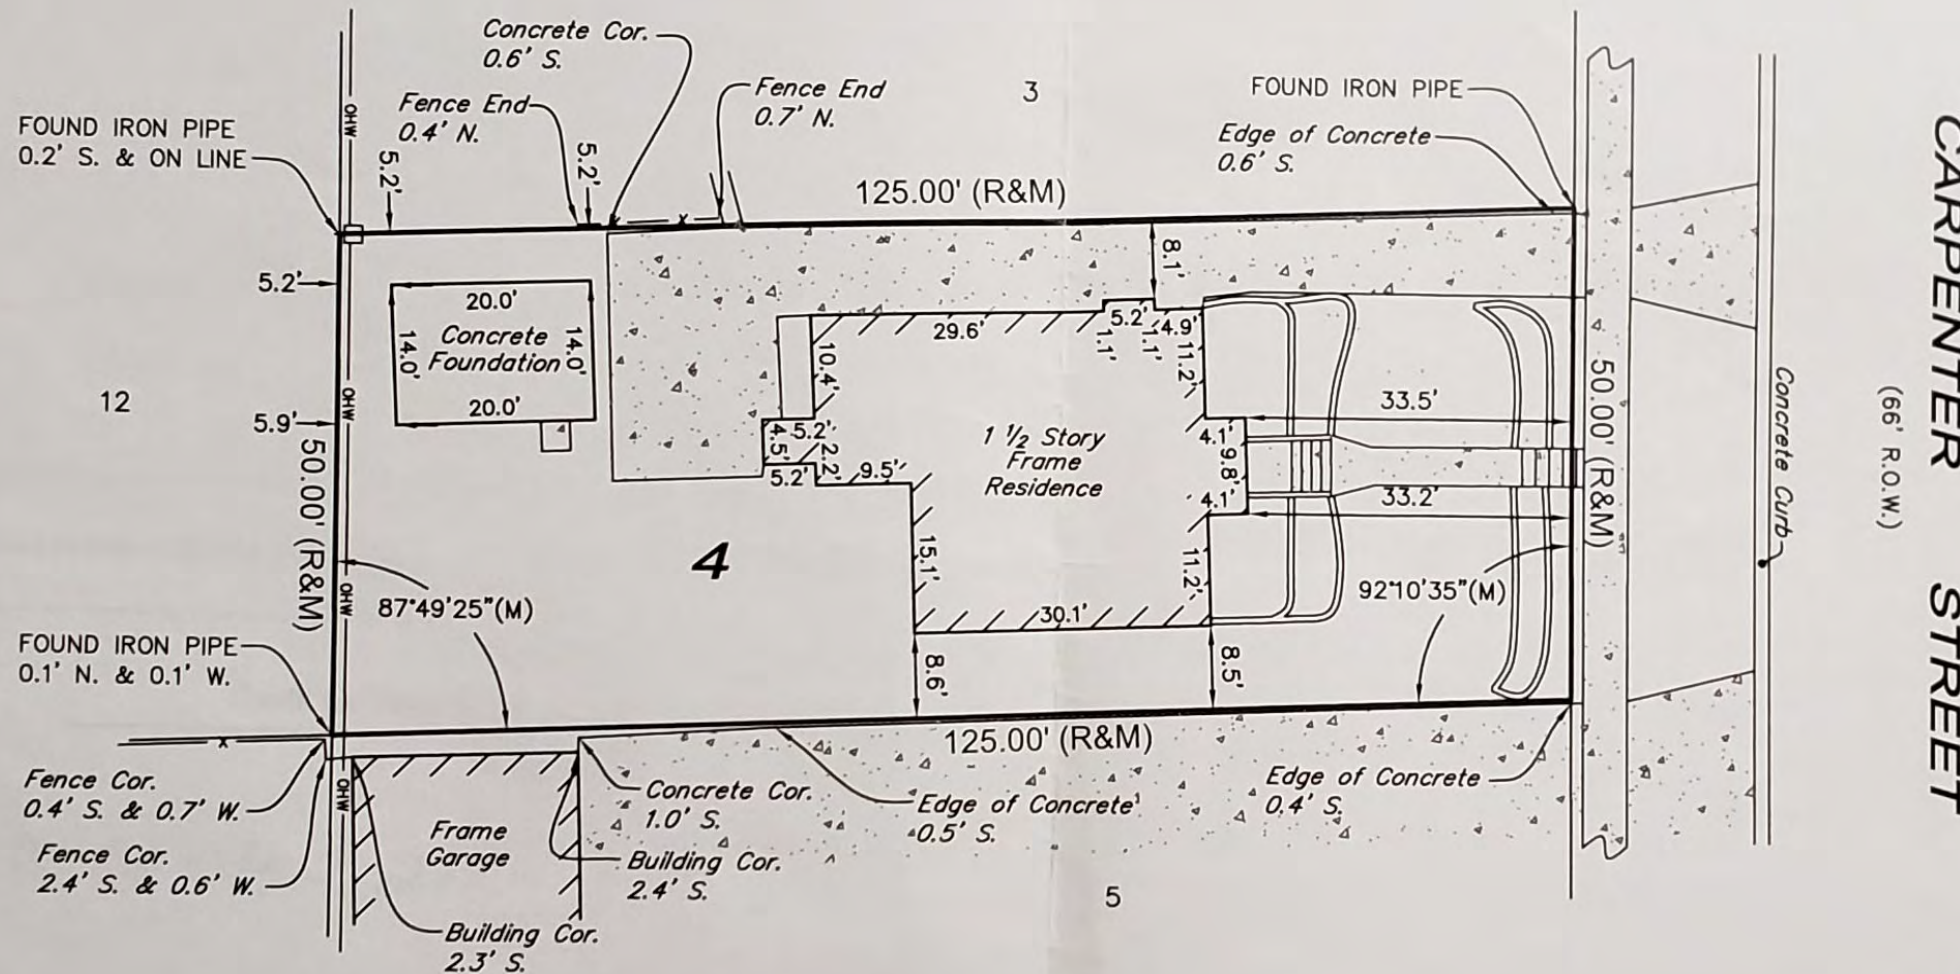 Concrete Cor.
0.6' S.
Fence End
0.7' N.
3
FOUND IRON PIPE
Fence End
0.4' N.
FOUND IRON PIPE
0.2' S. & ON LINE
Edge of Concrete
0.6' S.
OHW
5.2'
5.2'
125.00' (R&M)
8.1'
5.2'
20.0'
14.0'
Concrete
Foundation
14.0'
20.0'
29.6'
5.2'
4.9'
1.1'
1.1'
11.2'
10.4'
12
OHW
5.9'
50.00' (R&M)
5.2'
4.5'
2.2'
5.2'
9.5'
1 ½ Story
Frame
Residence
4.1'
9.8'
4.1'
33.5'
33.2'
50.00' (R&M)
Concrete Curb
(66' R.O.W.)
CARPENTER STREET
4
15.1'
11.2'
30.1'
OHW
87°49'25"(M)
92°10'35"(M)
8.6'
8.5'
FOUND IRON PIPE
0.1' N. & 0.1' W.
x
x
x
125.00' (R&M)
Fence Cor.
0.4' S. & 0.7' W.
Fence Cor.
2.4' S. & 0.6' W.
OHW
Frame
Garage
Concrete Cor.
1.0' S.
Building Cor.
2.4' S.
Edge of Concrete
0.5' S.
Edge of Concrete
0.4' S.
5
Building Cor.
2.3' S.